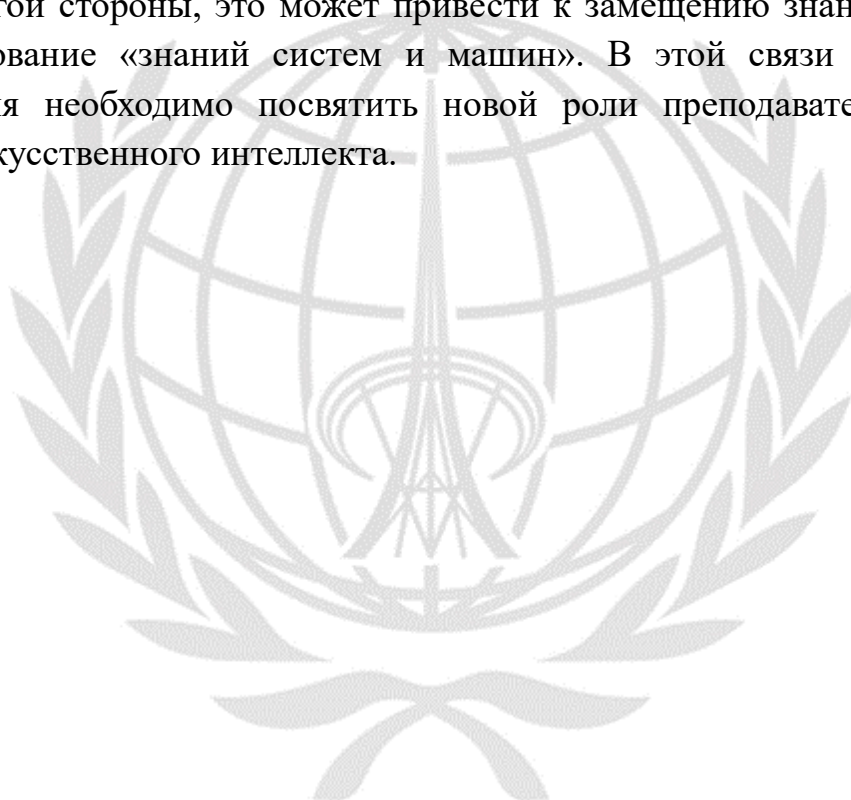 гой стороны, это может привести к замещению знан
ование «знаний систем и машин». В этой связи
я необходимо посвятить новой роли преподавате
кусственного интеллекта.